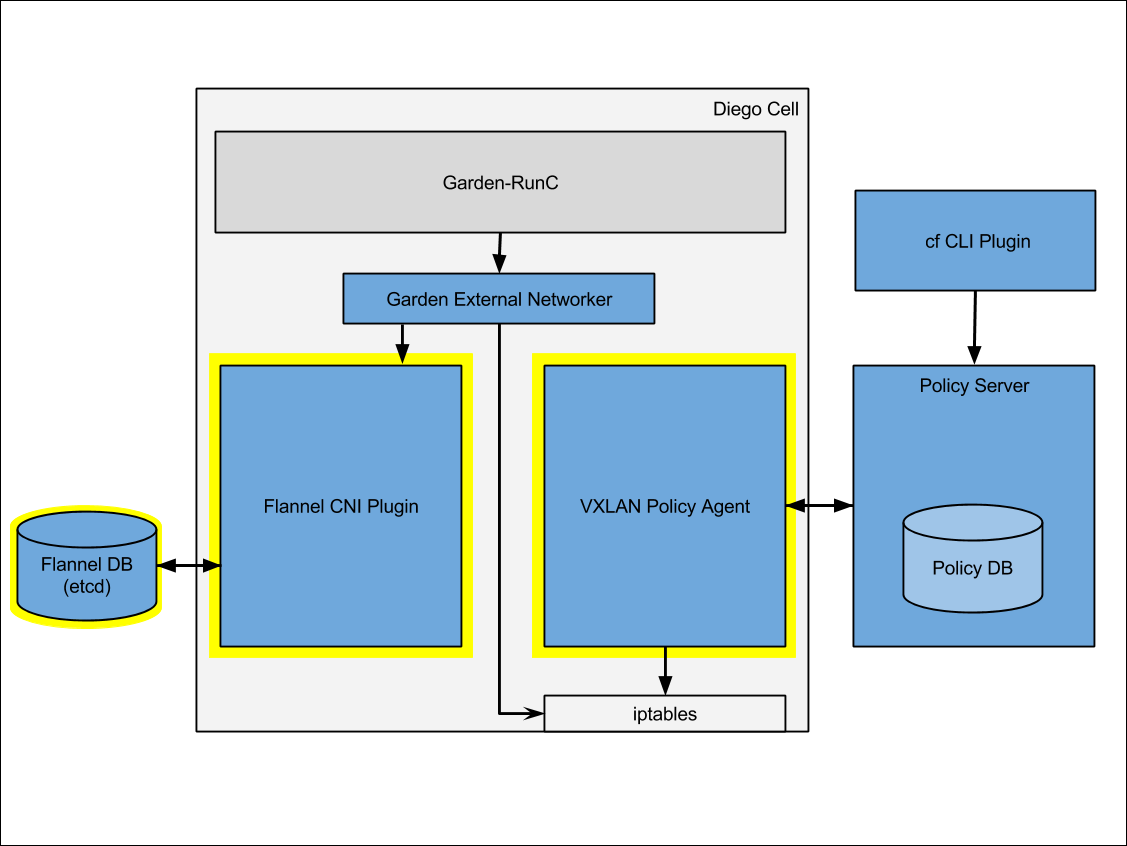 Diego Cell
Garden-RunC
cf CLI Plugin
Garden External Networker
Policy Server
Flannel CNI Plugin
VXLAN Policy Agent
Flannel DB
(etcd)
Policy DB
iptables